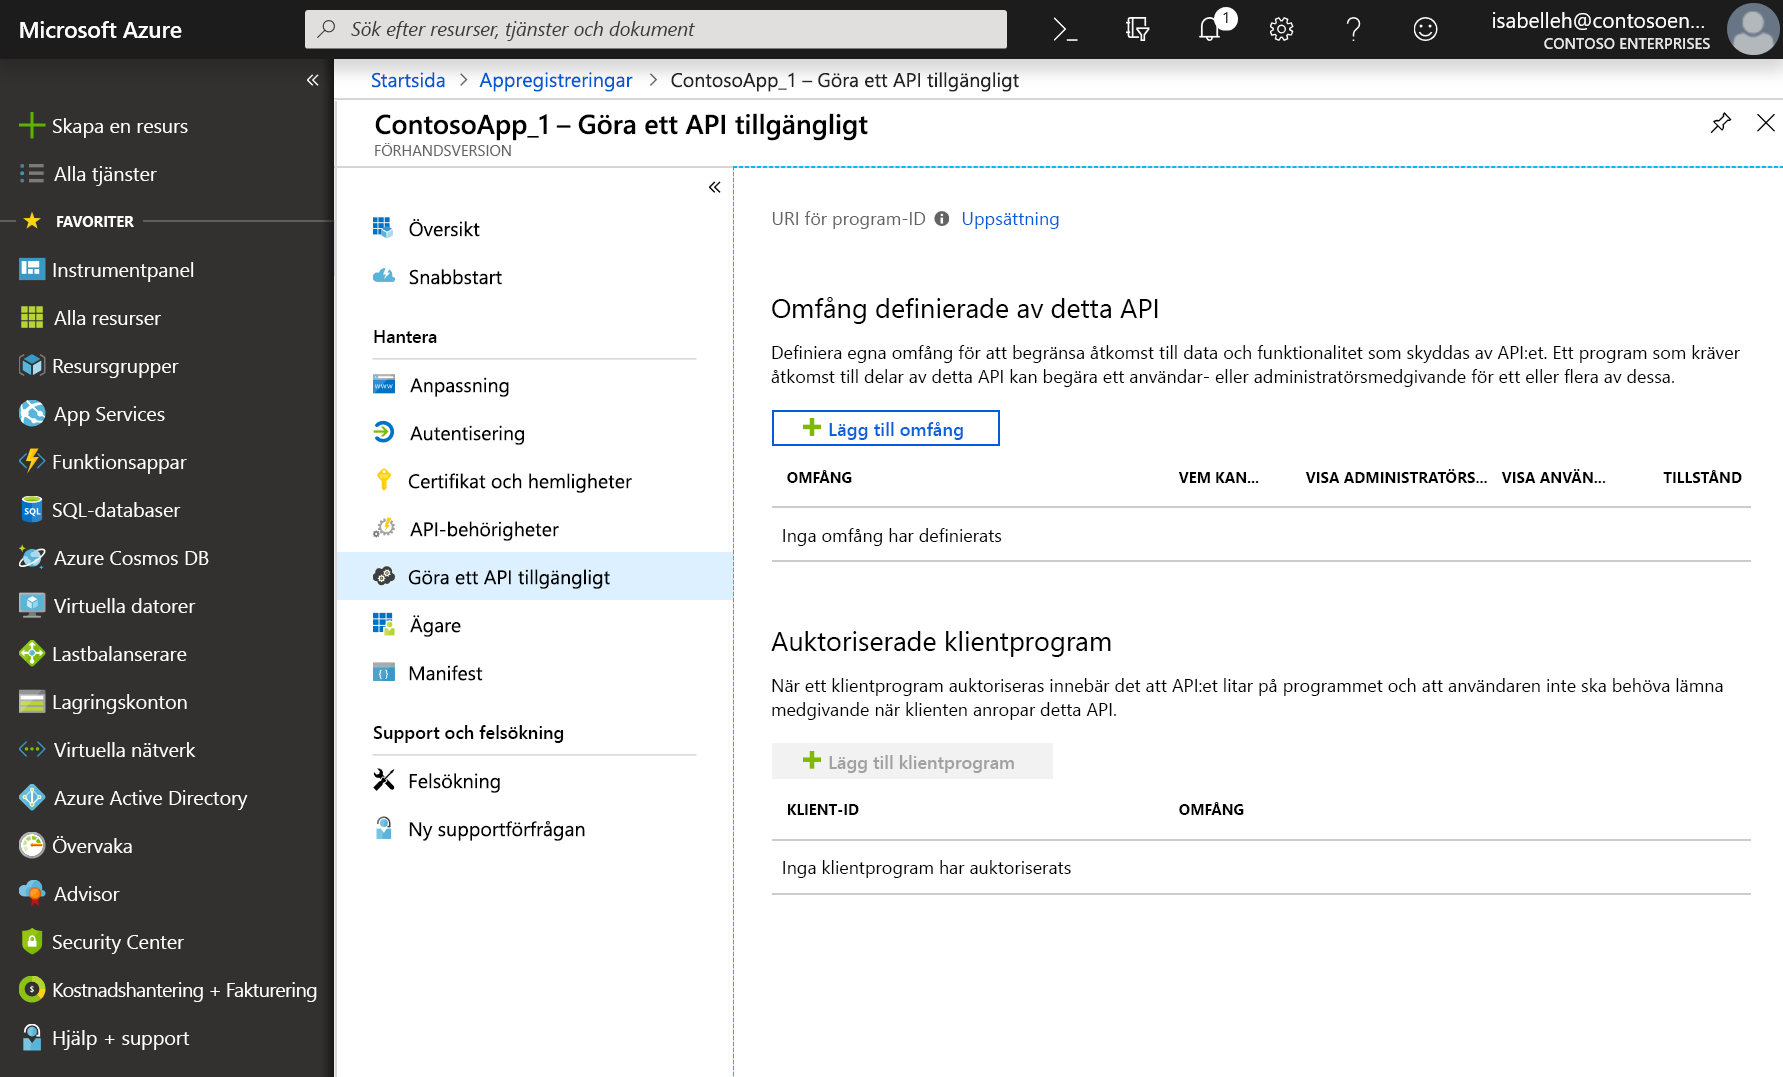 Microsoft Azure
Sök efter resurser, tjänster och dokument
1
isabelleh@contosoen...
CONTOSO ENTERPRISES
Skapa en resurs
Alla tjänster
FAVORITER
Instrumentpanel
Alla resurser
Resursgrupper
App Services
Funktionsappar
SQL-databaser
Azure Cosmos DB
Virtuella datorer
Lastbalanserare
Lagringskonton
Virtuella nätverk
Azure Active Directory
Övervaka
Advisor
Security Center
Kostnadshantering + Fakturering
Hjälp + support
Startsida > Appregistreringar > ContosoApp_1 – Göra ett API tillgängligt
ContosoApp_1 – Göra ett API tillgängligt
FÖRHANDSVERSION
Översikt
Snabbstart
Hantera
Anpassning
Autentisering
Certifikat och hemligheter
API-behörigheter
Göra ett API tillgängligt
Ägare
Manifest
Support och felsökning
Felsökning
Ny supportförfrågan
URI för program-ID Uppsättning
Omfång definierade av detta API
Definiera egna omfång för att begränsa åtkomst till data och funktionalitet som skyddas av API:et. Ett program som kräver
åtkomst till delar av detta API kan begära ett användar- eller administratörsmedgivande för ett eller flera av dessa.
Lägg till omfång
OMFÅNG VEM KAN... VISA ADMINISTRATÖRS... VISA ANVÄN... TILLSTÅND
Inga omfång har definierats
Auktoriserade klientprogram
När ett klientprogram auktoriseras innebär det att API:et litar på programmet och att användaren inte ska behöva lämna
medgivande när klienten anropar detta API.
Lägg till klientprogram
KLIENT-ID OMFÅNG
Inga klientprogram har auktoriserats